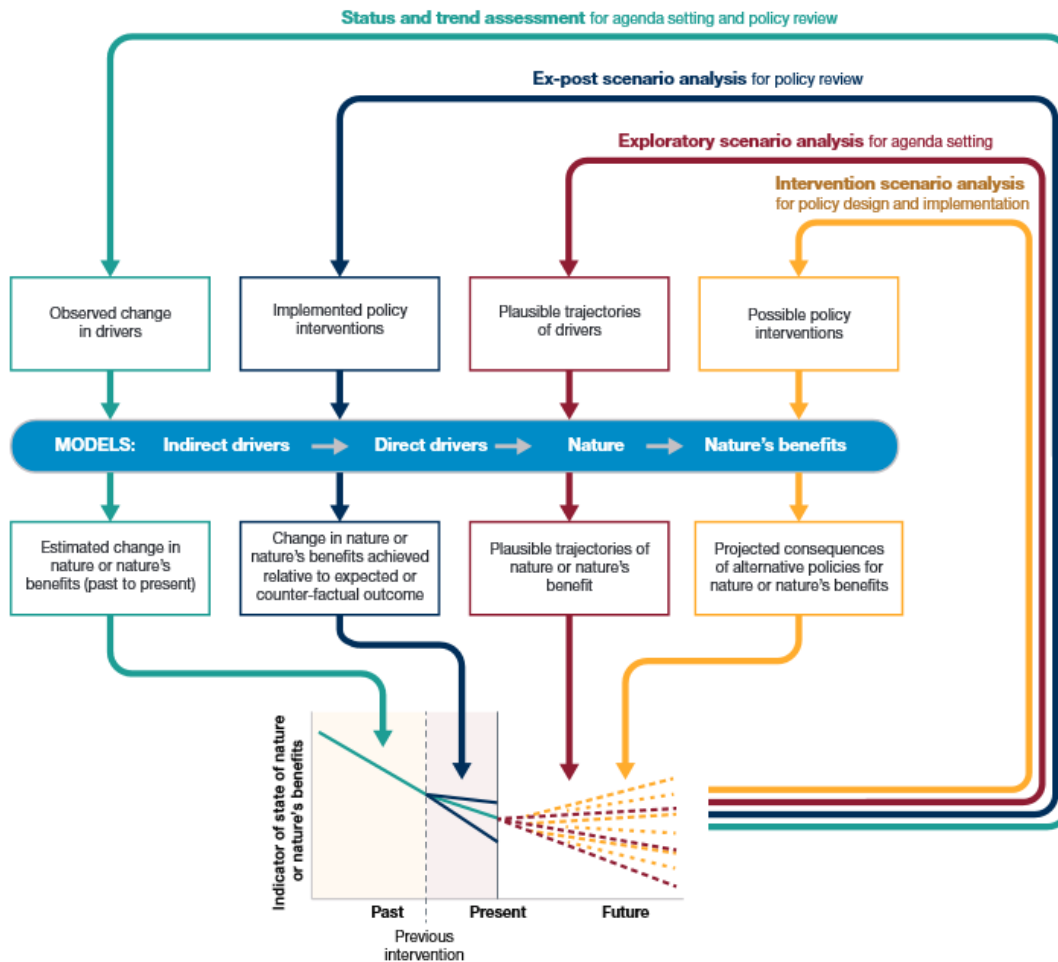 Status and trend assessment for agenda setting and policy review
Ex-post scenario analysis for policy review
Exploratory scenario analysis for agenda setting
Intervention scenario analysis
for policy design and implementation
Observed change
in drivers
Implemented policy
interventions
Plausible trajectories
of drivers
Possible policy
interventions
MODELS: Indirect drivers Direct drivers Nature Nature's benefits
Estimated change in
nature or nature's
benefits (past to present)
Change in nature or
nature's benefits achieved
relative to expected or
counter-factual outcome
Plausible trajectories of
nature or nature's
benefit
Projected consequences
of alternative policies for
nature or nature's benefits
Indicator of state of nature
or nature's benefits
Past Present Future
Previous
intervention